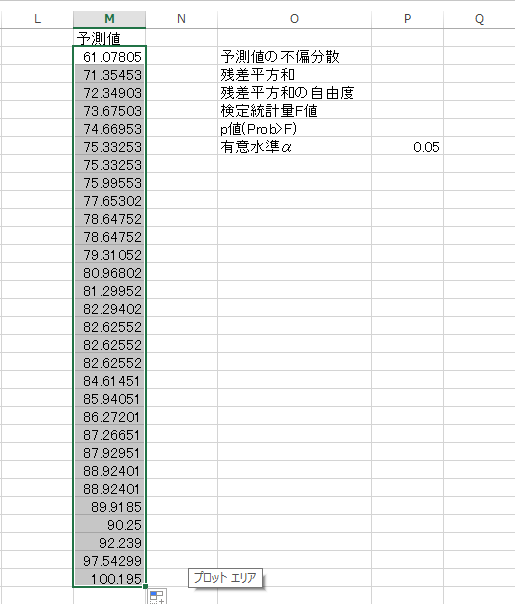 L M N O P Q
予測値
61.07805 予測値の不偏分散
71.35453 残差平方和
72.34903 残差平方和の自由度
73.67503 検定統計量F値
74.66953 p値(Prob>F)
75.33253 有意水準α 0.05
75.33253
75.99553
77.65302
78.64752
78.64752
79.31052
80.96802
81.29952
82.29402
82.62552
82.62552
82.62552
84.61451
85.94051
86.27201
87.26651
87.92951
88.92401
88.92401
89.9185
90.25
92.239
97.54299
100.195 プロット エリア